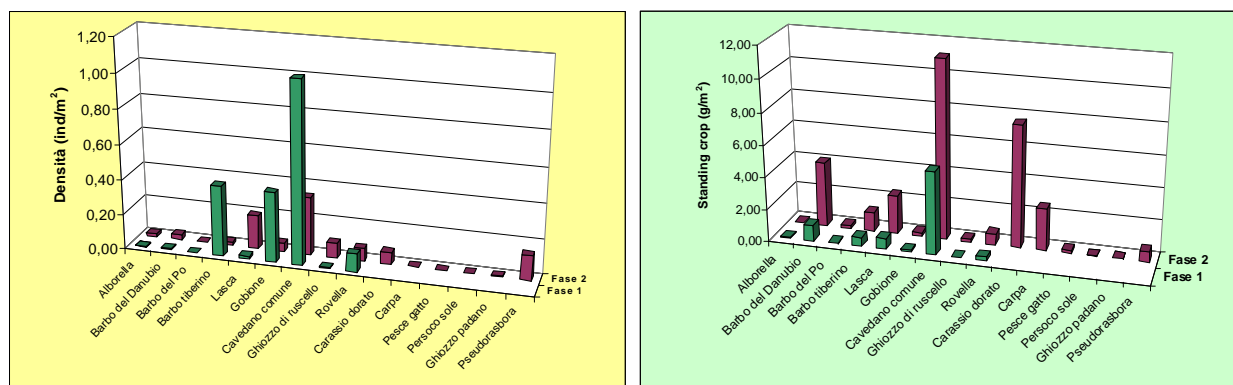 1,20
1,00
0,80
0,60
0,40
0,20
0,00
Densità (ind/m²)
Alborella
Barbo del Danubio
Barbo del Po
Barbo tiberino
Lasca
Gobione
Cavedano comune
Ghiozzo di ruscello
Rovella
Carassio dorato
Carpa
Pesce gatto
Persoco sole
Ghiozzo padano
Pseudorasbora
Fase 2
Fase 1
12,00
10,00
8,00
6,00
4,00
2,00
0,00
Standing crop (g/m²)
Alborella
Barbo del Danubio
Barbo del Po
Barbo tiberino
Lasca
Gobione
Cavedano comune
Ghiozzo di ruscello
Rovella
Carassio dorato
Carpa
Pesce gatto
Persoco sole
Ghiozzo padano
Pseudorasbora
Fase 2
Fase 1